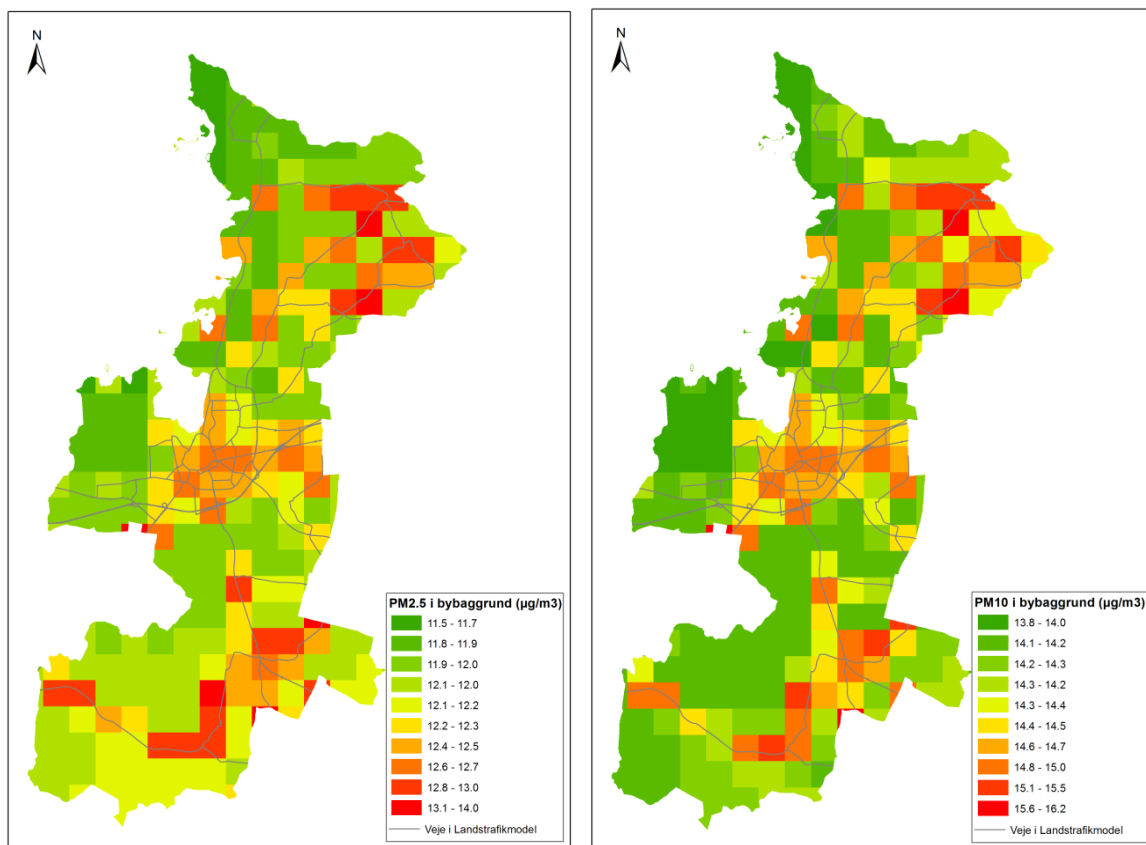 N
PM2.5 i bybaggrund (µg/m3)
11.5 - 11.7
11.8 - 11.9
11.9 - 12.0
12.1 - 12.0
12.1 - 12.2
12.2 - 12.3
12.4 - 12.5
12.6 - 12.7
12.8 - 13.0
13.1 - 14.0
Veje i Landstrafikmodel
N
PM10 i bybaggrund (µg/m3)
13.8 - 14.0
14.1 - 14.2
14.2 - 14.3
14.3 - 14.2
14.3 - 14.4
14.4 - 14.5
14.6 - 14.7
14.8 - 15.0
15.1 - 15.5
15.6 - 16.2
Veje i Landstrafikmodel